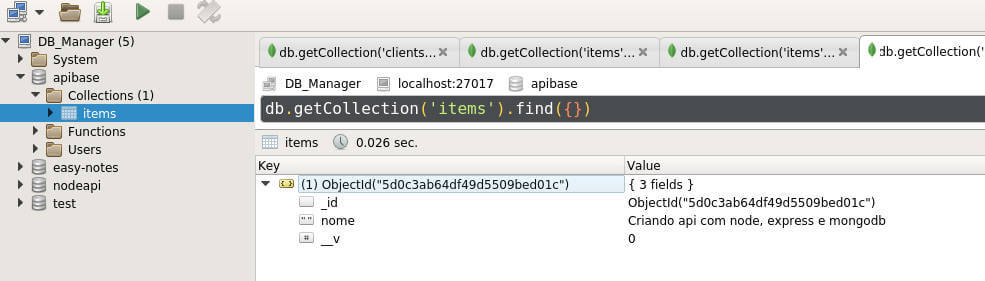 DB_Manager (5)
System
apibase
Collections (1)
items
Functions
Users
easy-notes
nodeapi
test
db.getCollection('clients...
db.getCollection('items'...
db.getCollection('items'...
db.getCollection('
DB_Manager localhost:27017 apibase
db.getCollection('items').find({})
items 0.026 sec.
Key Value
(1) ObjectId("5d0c3ab64df49d5509bed01c") { 3 fields }
_id ObjectId("5d0c3ab64df49d5509bed01c")
" " nome Criando api com node, express e mongodb
# __v 0